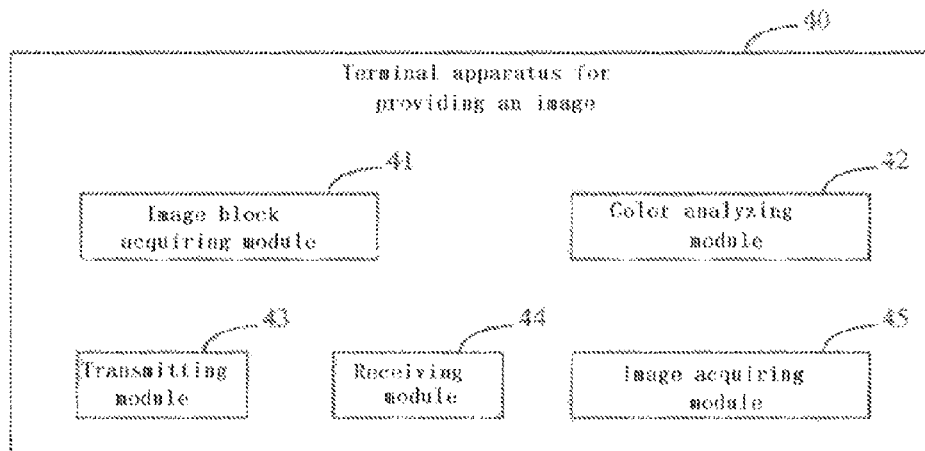 40
Terminal apparatus for
providing an image
41
42
Image block
acquiring module
Color analyzing
module
43
44
45
Transmitting
module
Receiving
module
Image acquiring
module